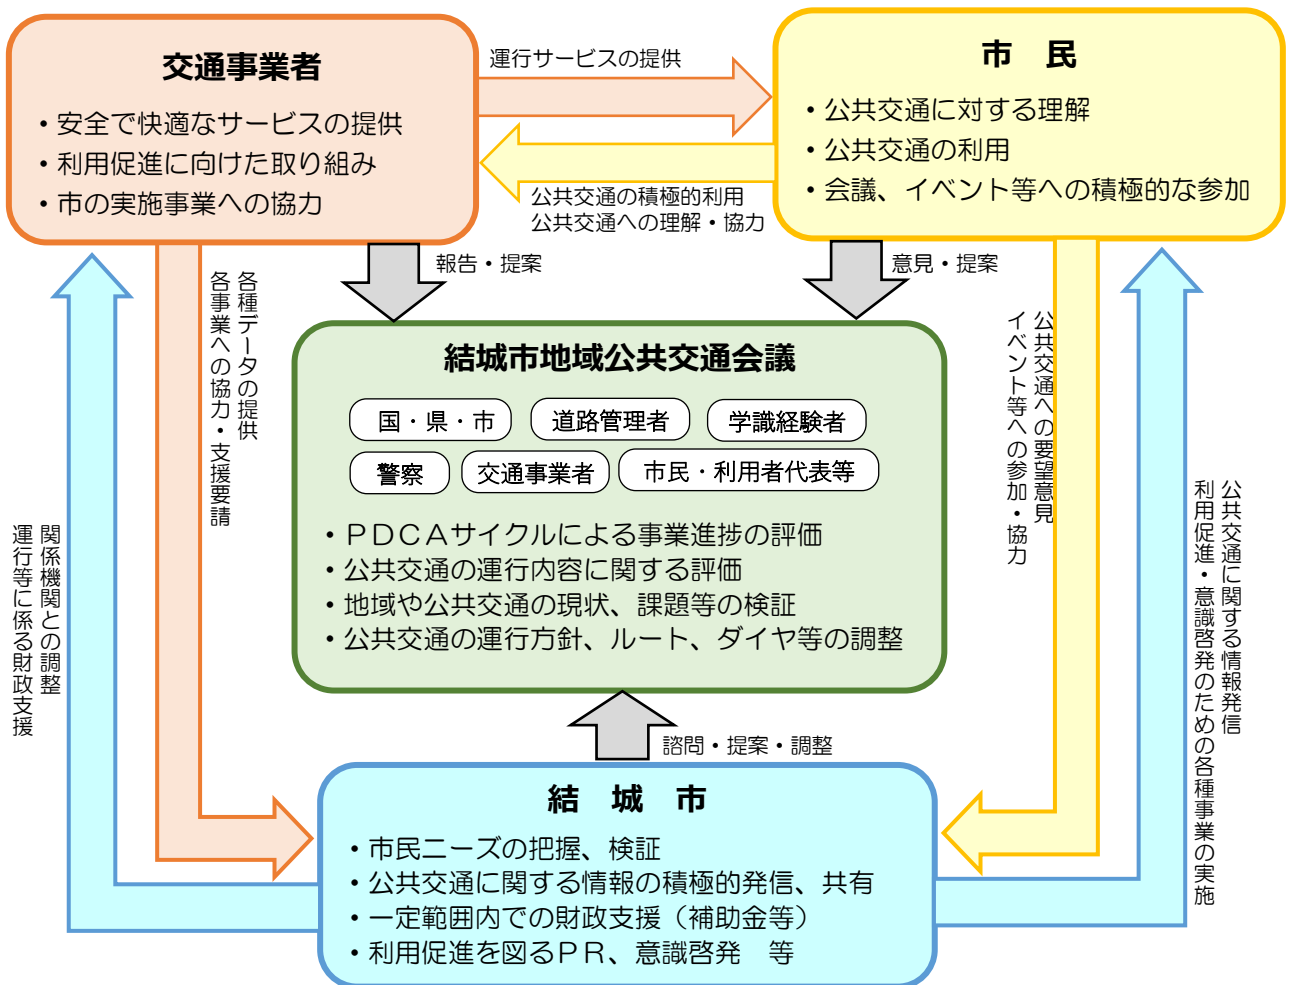 交通事業者
・安全で快適なサービスの提供
・利用促進に向けた取り組み
・市の実施事業への協力
運行サービスの提供
公共交通の積極的利用
公共交通への理解・協力
市　民
・公共交通に対する理解
・公共交通の利用
・会議、イベント等への積極的な参加
報告・提案
意見・提案
各種データの提供
各事業への協力・支援要請
結城市地域公共交通会議
国・県・市
道路管理者
学識経験者
警察
交通事業者
市民・利用者代表等
・ＰＤＣＡサイクルによる事業進捗の評価
・公共交通の運行内容に関する評価
・地域や公共交通の現状、課題等の検証
・公共交通の運行方針、ルート、ダイヤ等の調整
公共交通への要望意見
イベント等への参加・協力
公共交通に関する情報発信
利用促進・意識啓発のための各種事業の実施
関係機関との調整
運行等に係る財政支援
諮問・提案・調整
結　城　市
・市民ニーズの把握、検証
・公共交通に関する情報の積極的発信、共有
・一定範囲内での財政支援（補助金等）
・利用促進を図るＰＲ、意識啓発　等